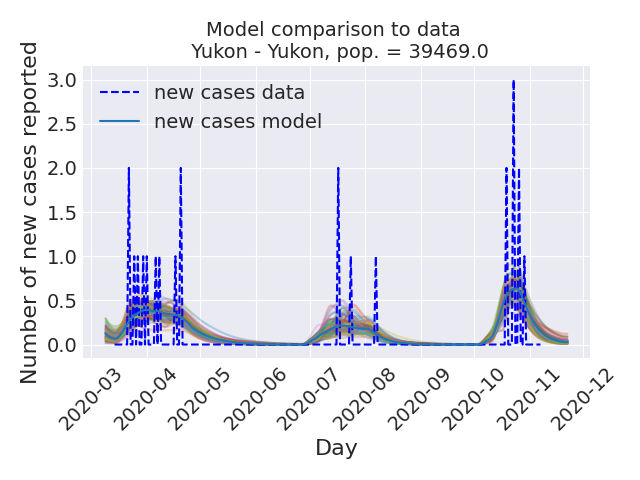 Model comparison to data
Yukon - Yukon, pop. = 39469.0
Number of new cases reported
3.0
2.5
2.0
1.5
1.0
0.5
0.0
new cases data
new cases model
2020-03
2020-04
2020-05
2020-06
2020-07
2020-08
2020-09
2020-10
2020-11
2020-12
Day